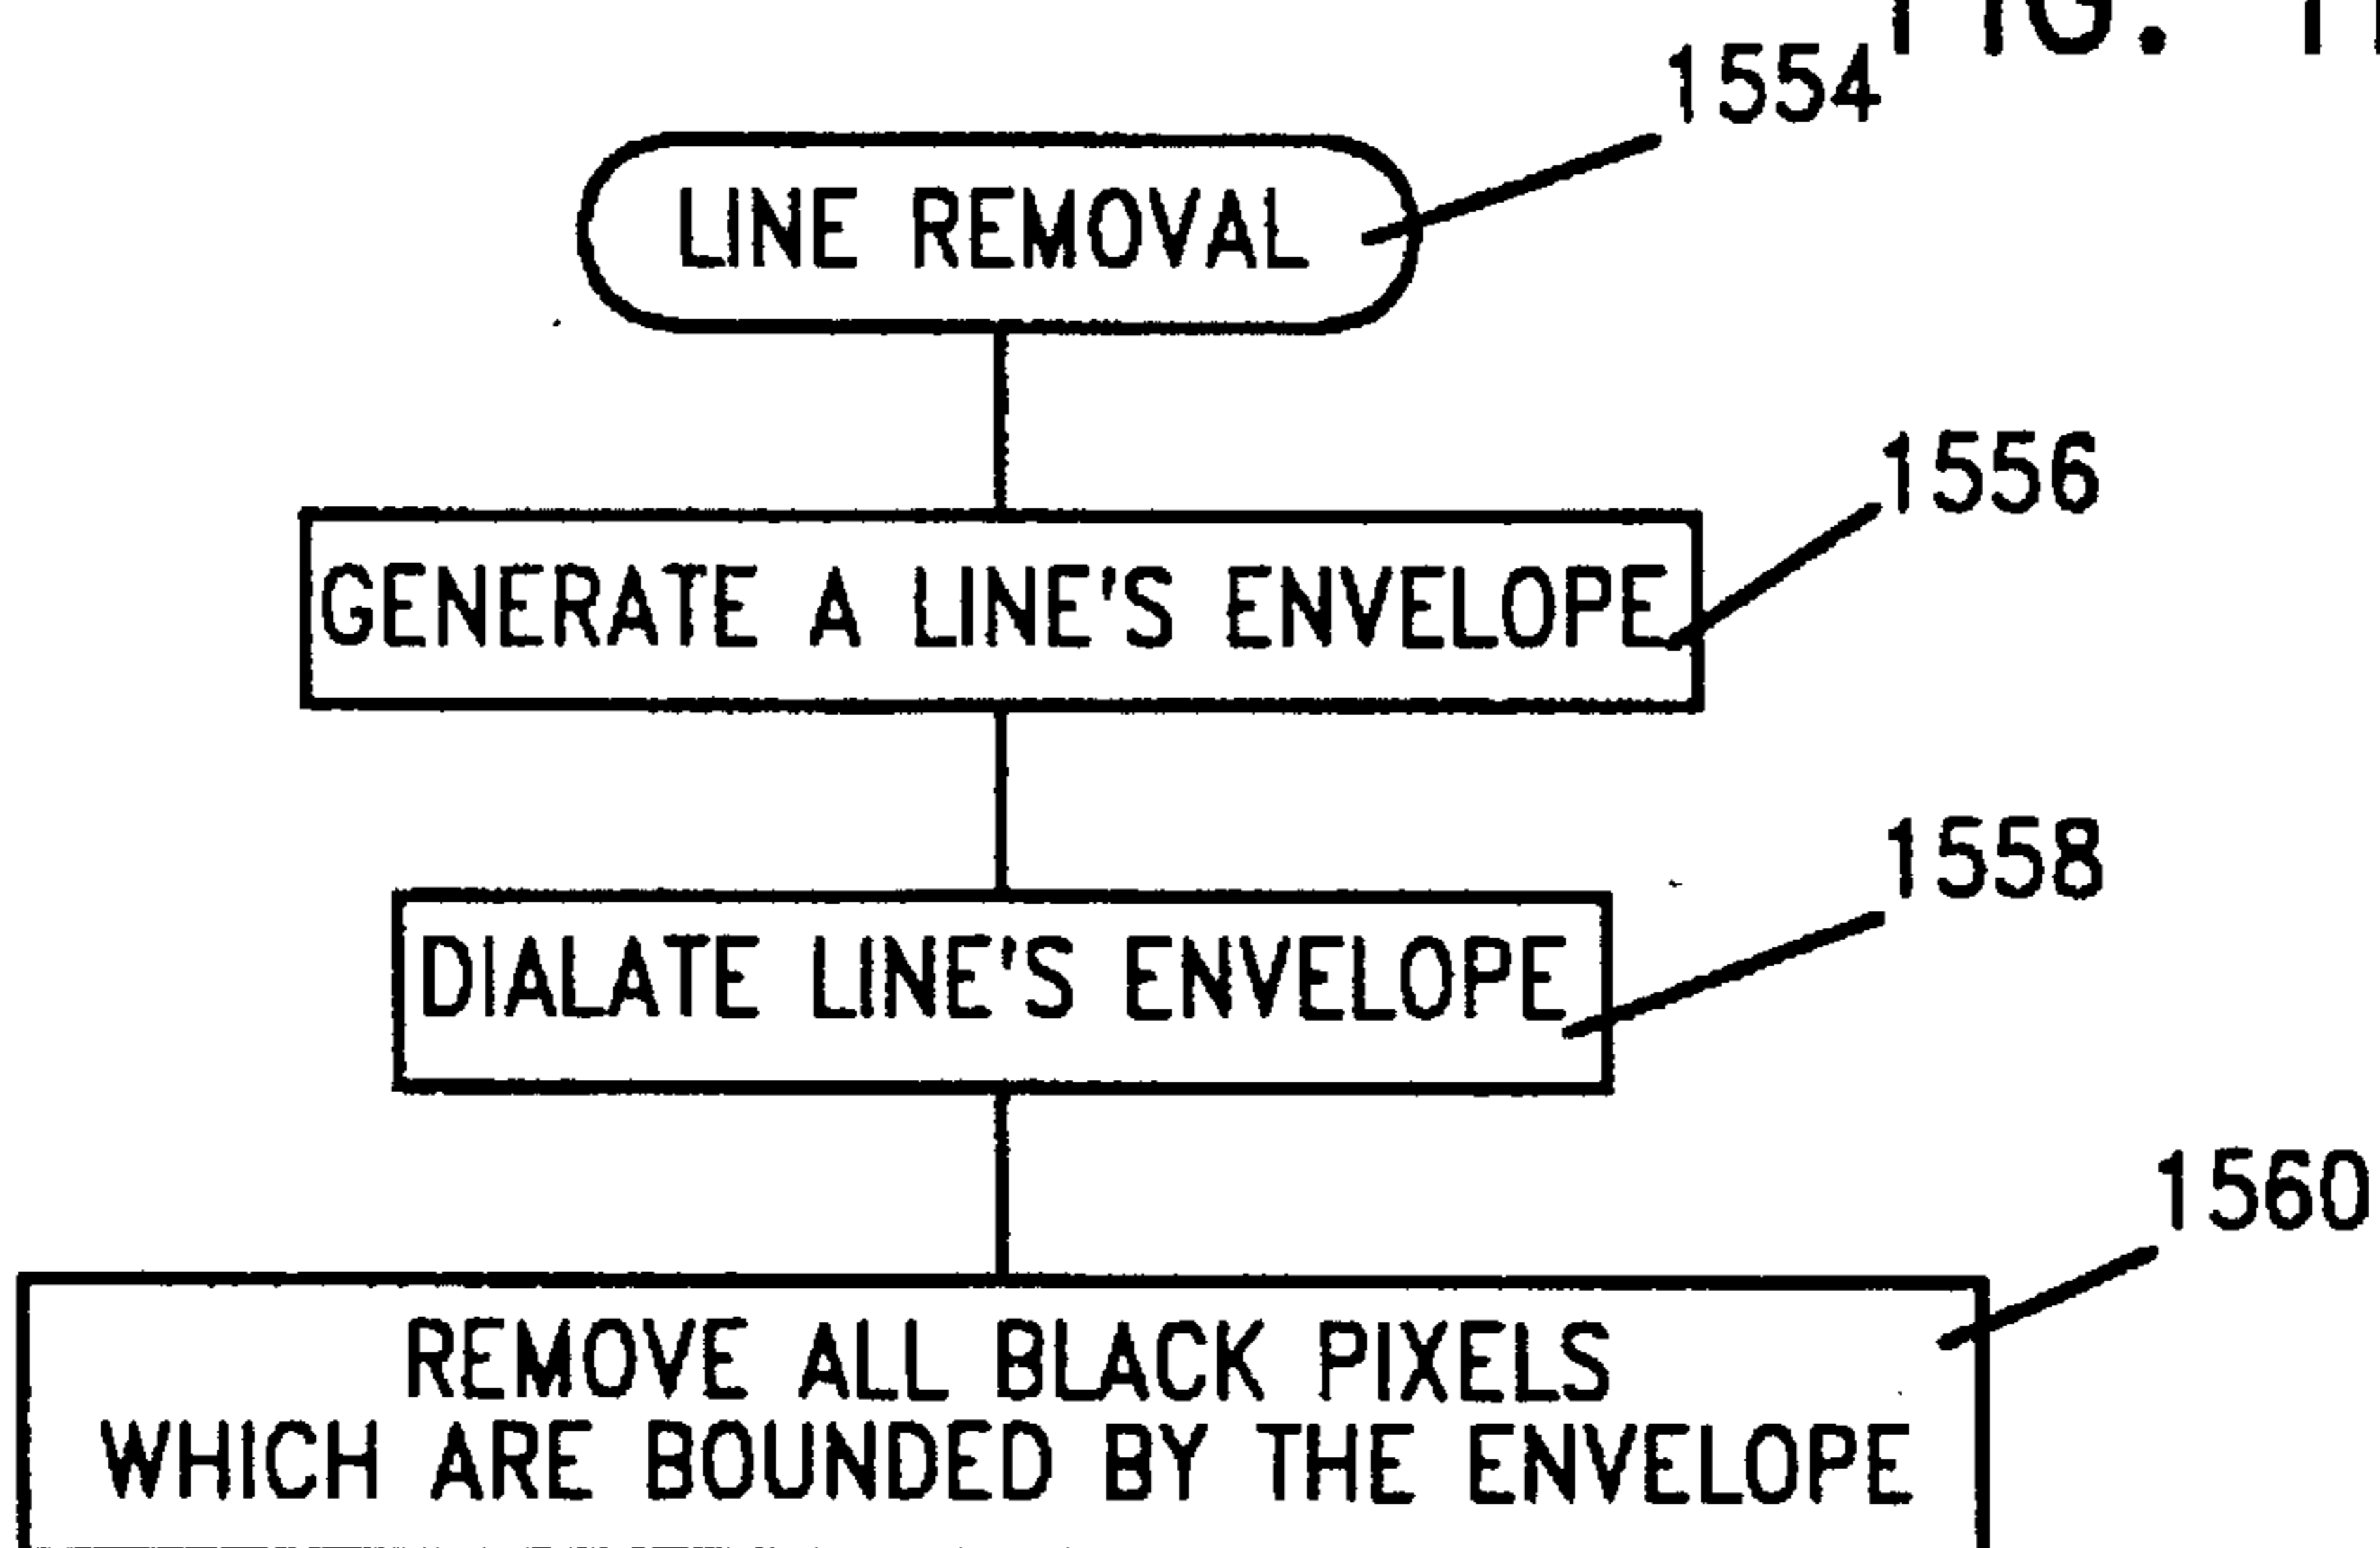 FIG. 
1554
LINE REMOVAL
1556
GENERATE A LINE'S ENVELOPE
1558
DIALATE LINE'S ENVELOPE
1560
REMOVE ALL BLACK PIXELS
WHICH ARE BOUNDED BY THE ENVELOPE